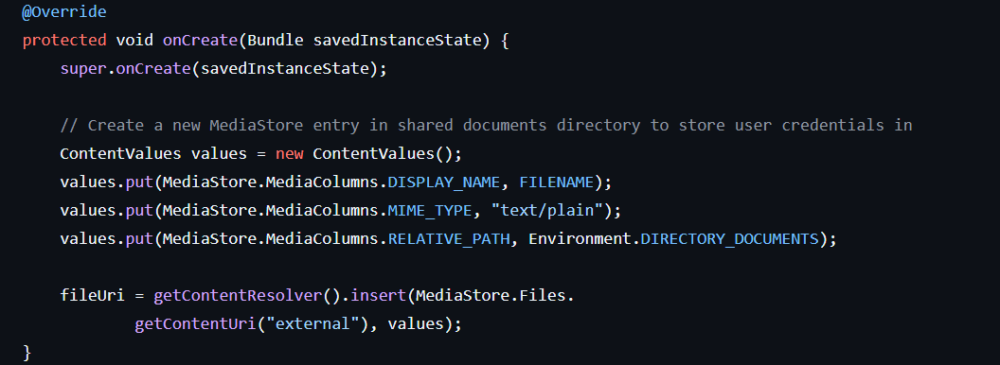 @Override
protected void onCreate(Bundle savedInstanceState) {
    super.onCreate(savedInstanceState);

    // Create a new MediaStore entry in shared documents directory to store user credentials in
    ContentValues values = new ContentValues();
    values.put(MediaStore.MediaColumns.DISPLAY_NAME, FILENAME);
    values.put(MediaStore.MediaColumns.MIME_TYPE, "text/plain");
    values.put(MediaStore.MediaColumns.RELATIVE_PATH, Environment.DIRECTORY_DOCUMENTS);

    fileUri = getContentResolver().insert(MediaStore.Files.
            getContentUri("external"), values);
}